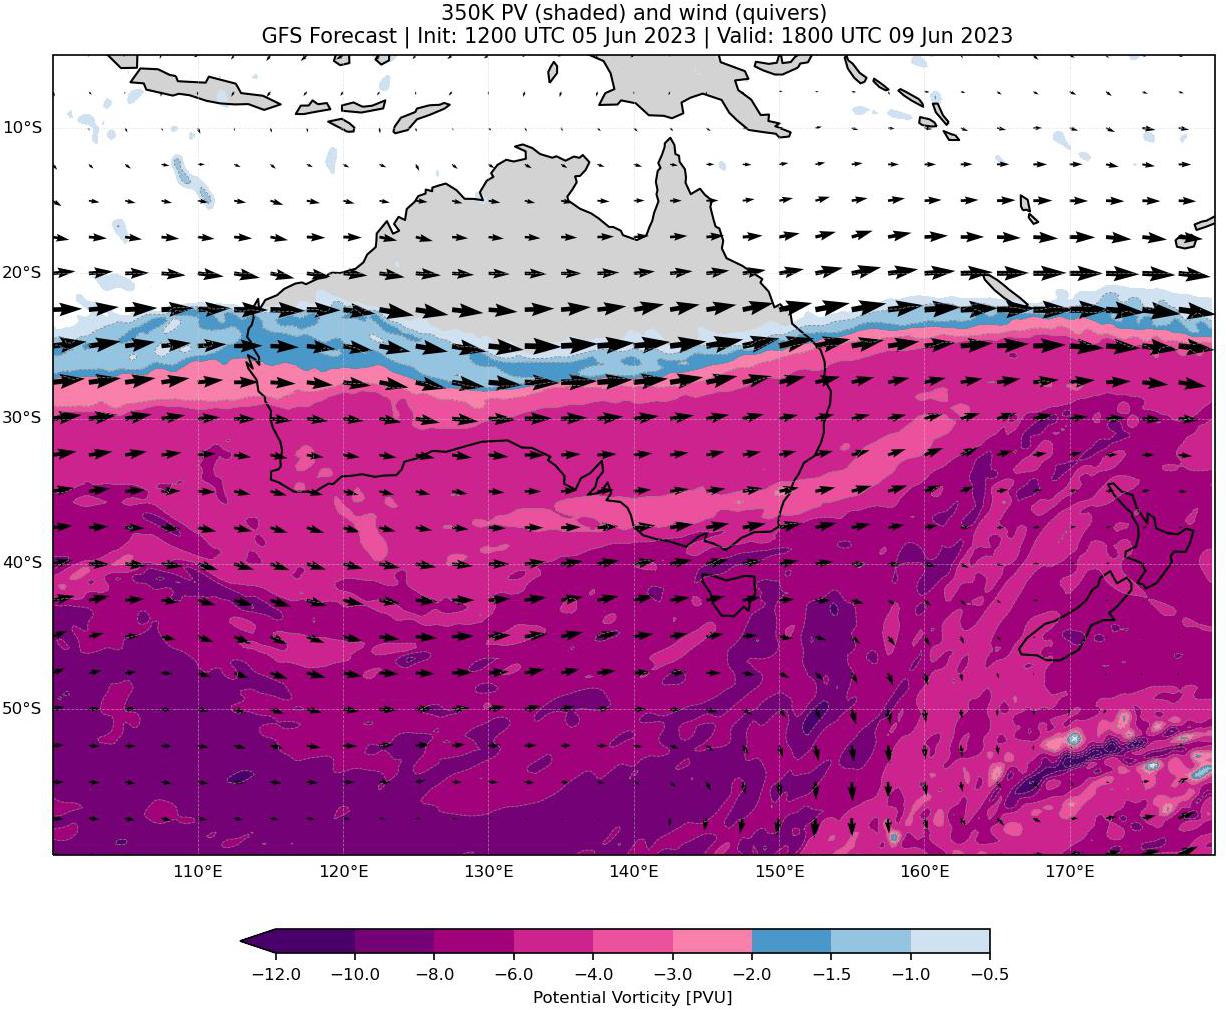 350K PV (shaded) and wind (quivers)
GFS Forecast | Init: 1200 UTC 05 Jun 2023 | Valid: 1800 UTC 09 Jun 2023
10°S
20°S
30°S
40°S
50°S
110°E 120°E 130°E 140°E 150°E 160°E 170°E
−12.0 −10.0 −8.0 −6.0 −4.0 −3.0 −2.0 −1.5 −1.0 −0.5
Potential Vorticity [PVU]